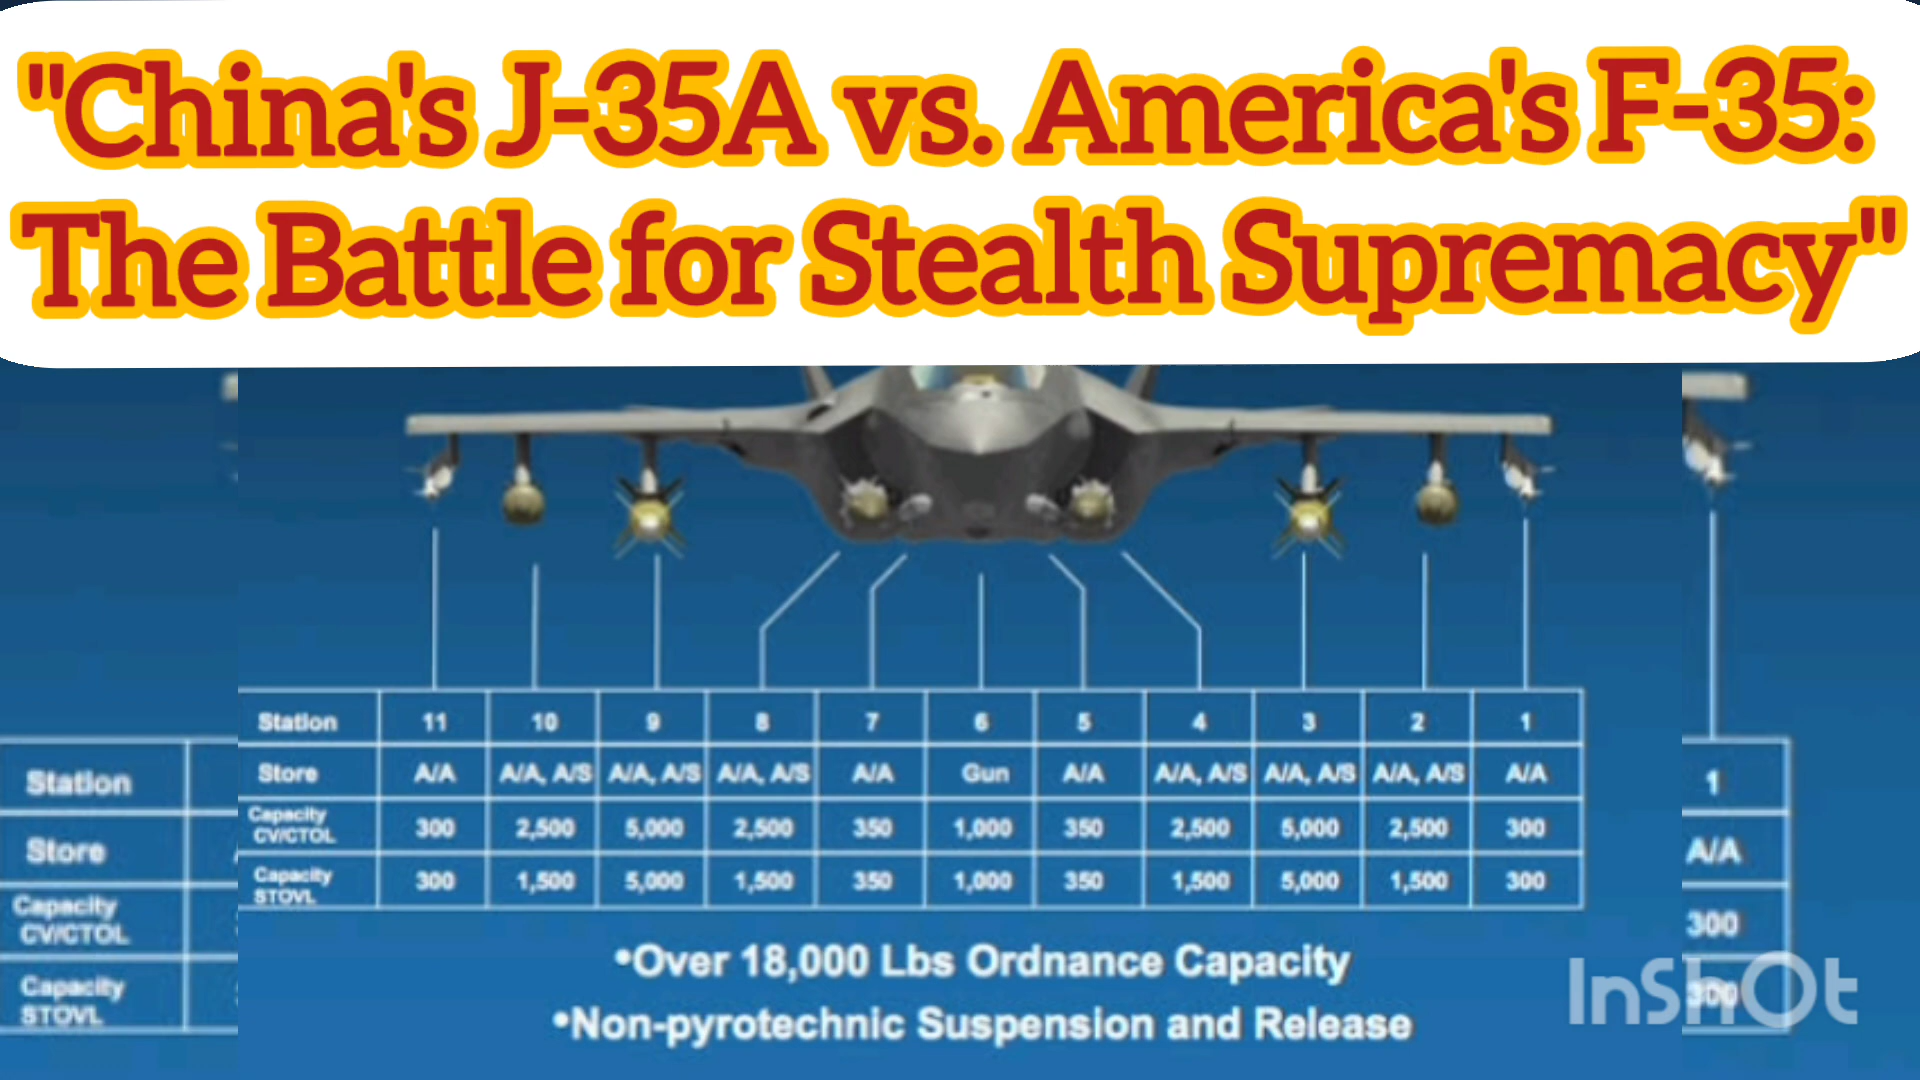 "China's J-35A vs. America's F-35:
The Battle for Stealth Supremacy"
Station 11 10 9 8 7 6 5 4 3 2 1
Store A/A A/A, A/S A/A, A/S A/A, A/S A/A Gun A/A A/A, A/S A/A, A/S A/A, A/S A/A
Capacity CV/CTOL 300 2,500 5,000 2,500 350 1,000 350 2,500 5,000 2,500 300
Capacity STOVL 300 1,500 5,000 1,500 350 1,000 350 1,500 5,000 1,500 300
•Over 18,000 Lbs Ordnance Capacity
•Non-pyrotechnic Suspension and Release
Station
Store
Capacity
CV/CTOL
Capacity
STOVL
1
A/A
300
300
InShOt